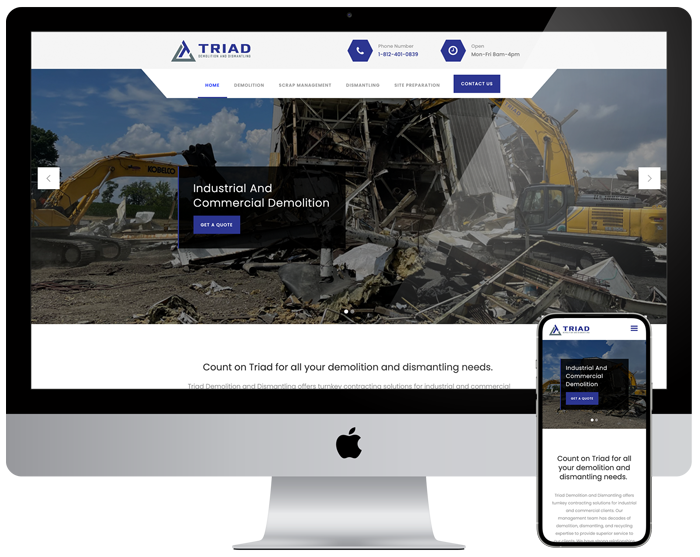 TRIAD
DEMOLITION AND DISMANTLING
Phone Number
1-812-401-0839
Open
Mon-Fri 8am-4pm
HOME DEMOLITION SCRAP MANAGEMENT DISMANTLING SITE PREPARATION CONTACT US
KOBELCO
Industrial And
Commercial Demolition
GET A QUOTE
Count on Triad for all your demolition and dismantling needs.
Triad Demolition and Dismantling offers turnkey contracting solutions for industrial and commercial
TRIAD
Industrial And
Commercial
Demolition
GET A QUOTE
Count on Triad for all
your demolition and
dismantling needs.
Triad Demolition and Dismantling offers
turnkey contracting solutions for industrial
and commercial clients. Our
management team has decades of
demolition, dismantling, and recycling
expertise to provide superior service to